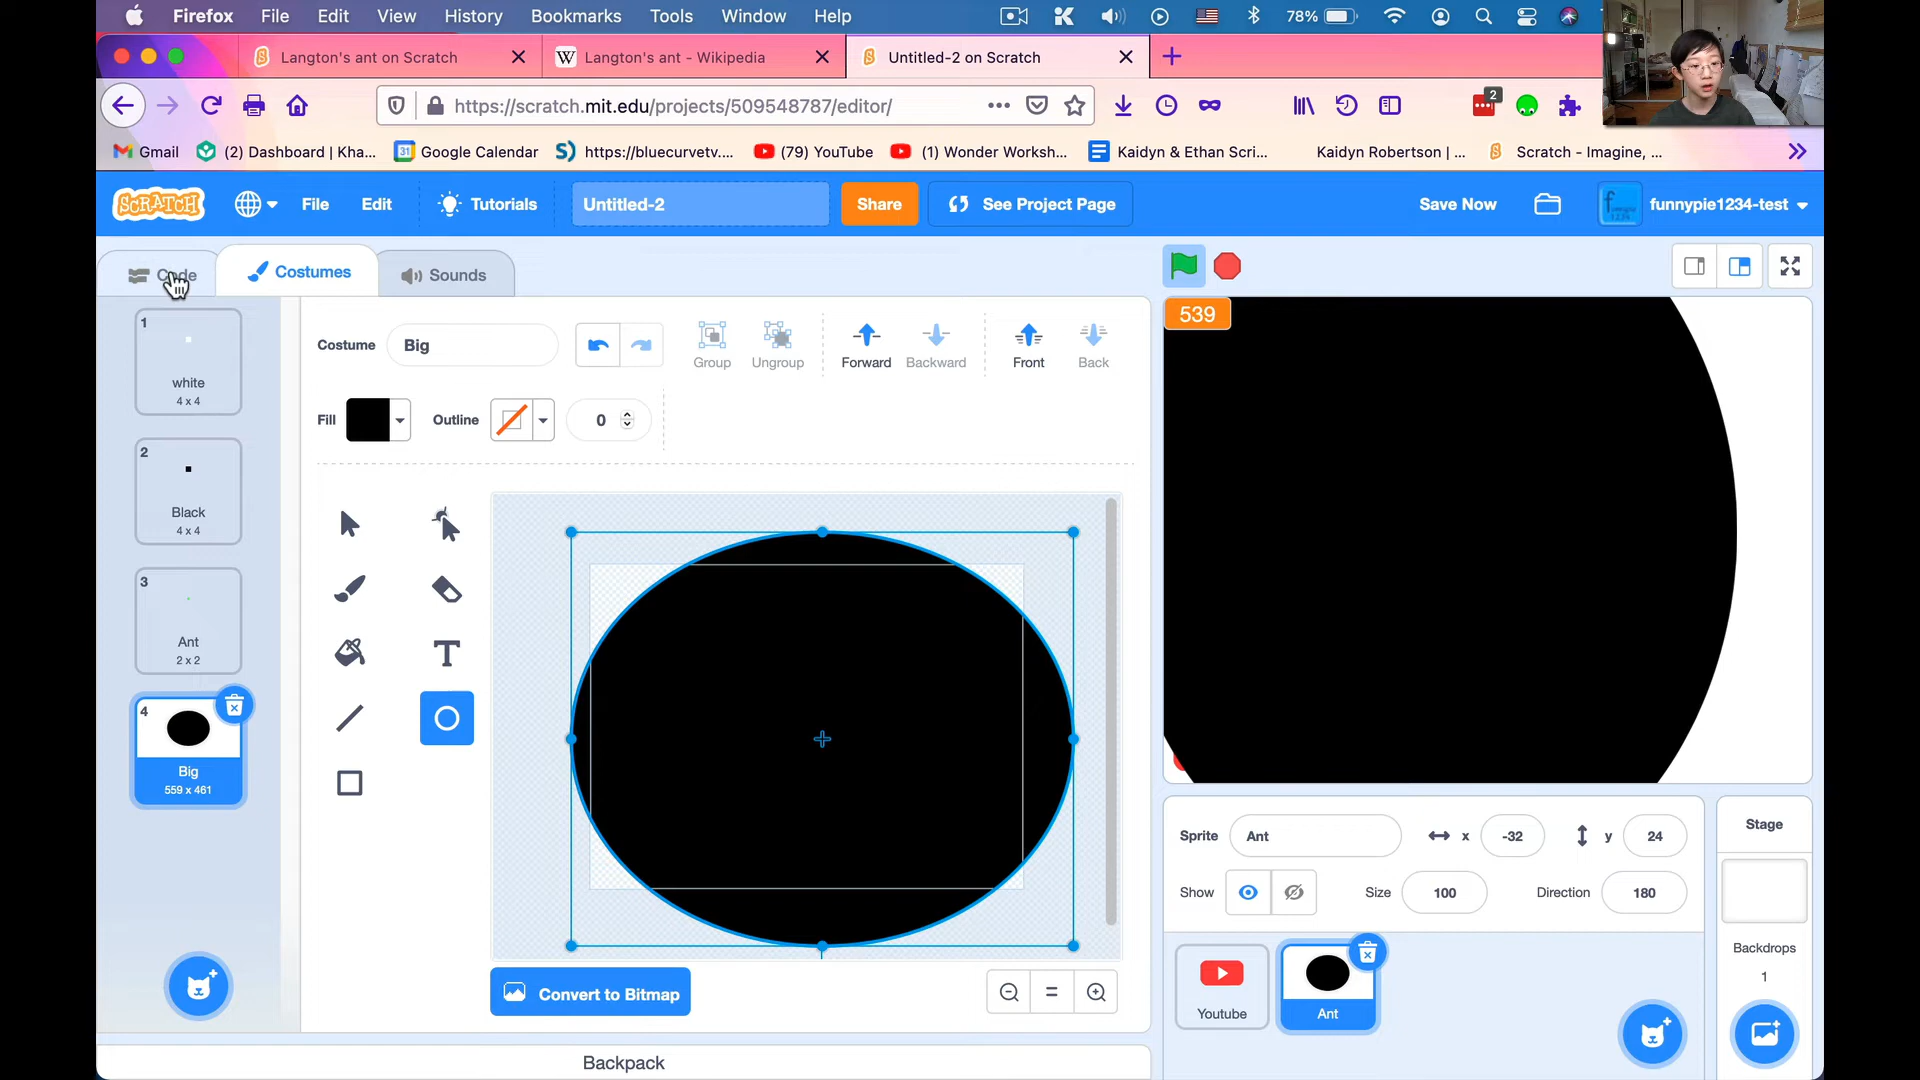 Firefox File Edit View History Bookmarks Tools Window Help 78%
Langton's ant on Scratch Langton's ant - Wikipedia Untitled-2 on Scratch
https://scratch.mit.edu/projects/509548787/editor/ 2
Gmail (2) Dashboard | Kha... Google Calendar https://bluecurvetv.... (79) YouTube (1) Wonder Worksh... Kaidyn & Ethan Scri... Kaidyn Robertson | ... Scratch - Imagine, ...
SCRATCH File Edit Tutorials Untitled-2 Share See Project Page Save Now funnypie1234-test
Code Costumes Sounds
1
white
4 x 4
2
Black
4 x 4
3
Ant
2 x 2
4
Big
559 x 461
Costume Big Group Ungroup Forward Backward Front Back
Fill Outline 0
T
Convert to Bitmap
Backpack
539
Sprite Ant x -32 y 24
Show Size 100 Direction 180
Youtube Ant
Stage
Backdrops
1